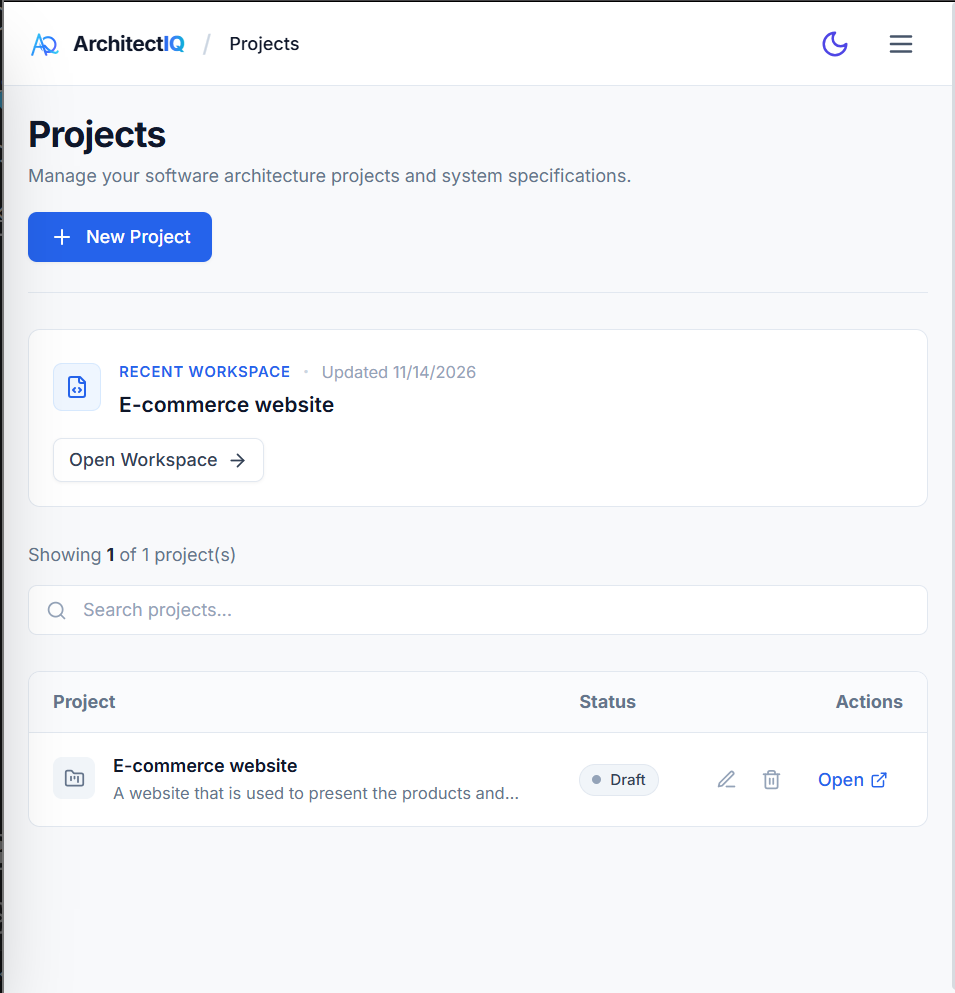 ArchitectIQ / Projects
Projects
Manage your software architecture projects and system specifications.
+ New Project
RECENT WORKSPACE • Updated 11/14/2026
E-commerce website
Open Workspace →
Showing 1 of 1 project(s)
Search projects...
Project Status Actions
E-commerce website
A website that is used to present the products and...
Draft
Open